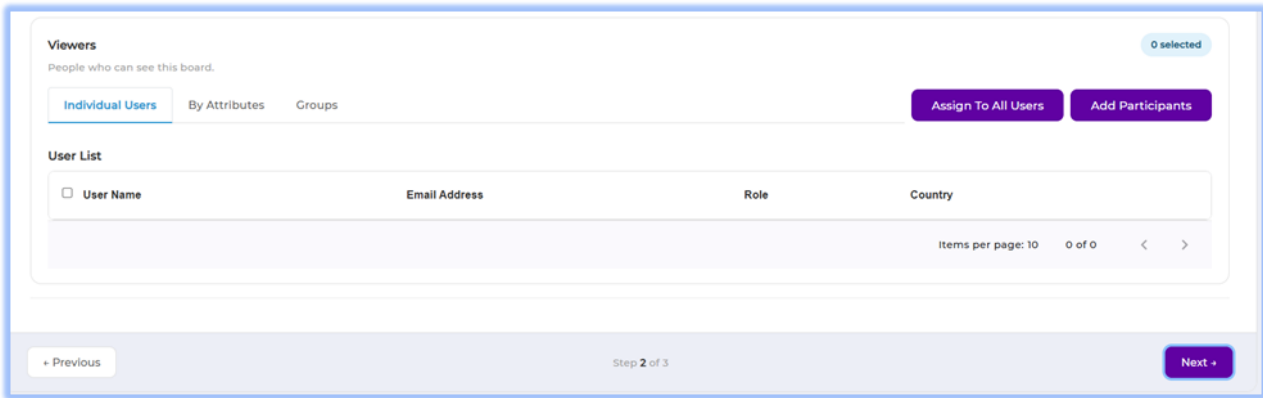 Viewers
0 selected
People who can see this board.
Individual Users By Attributes Groups Assign To All Users Add Participants
User List
User Name Email Address Role Country
Items per page: 10 0 of 0 < >
← Previous Step 2 of 3 Next →